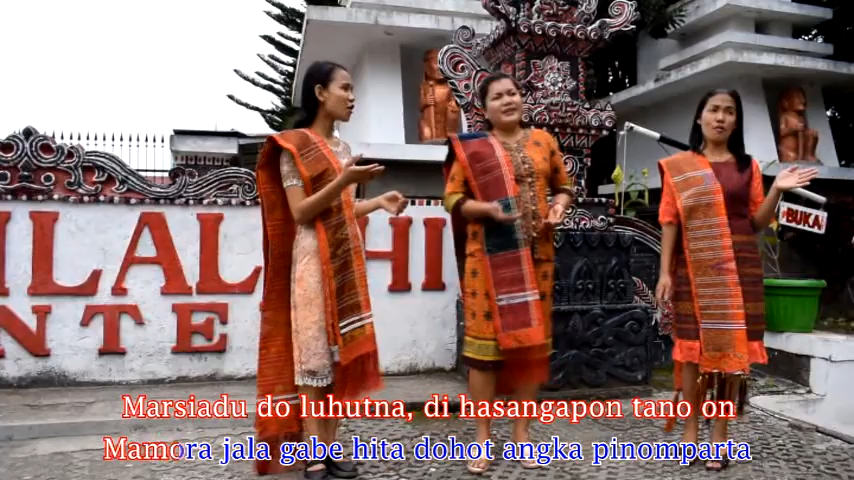 ILAL HI
NTE
BUKA
Marsiadu do luhutna, di hasangapon tano on
Mamora jala gabe hita dohot angka pinomparta